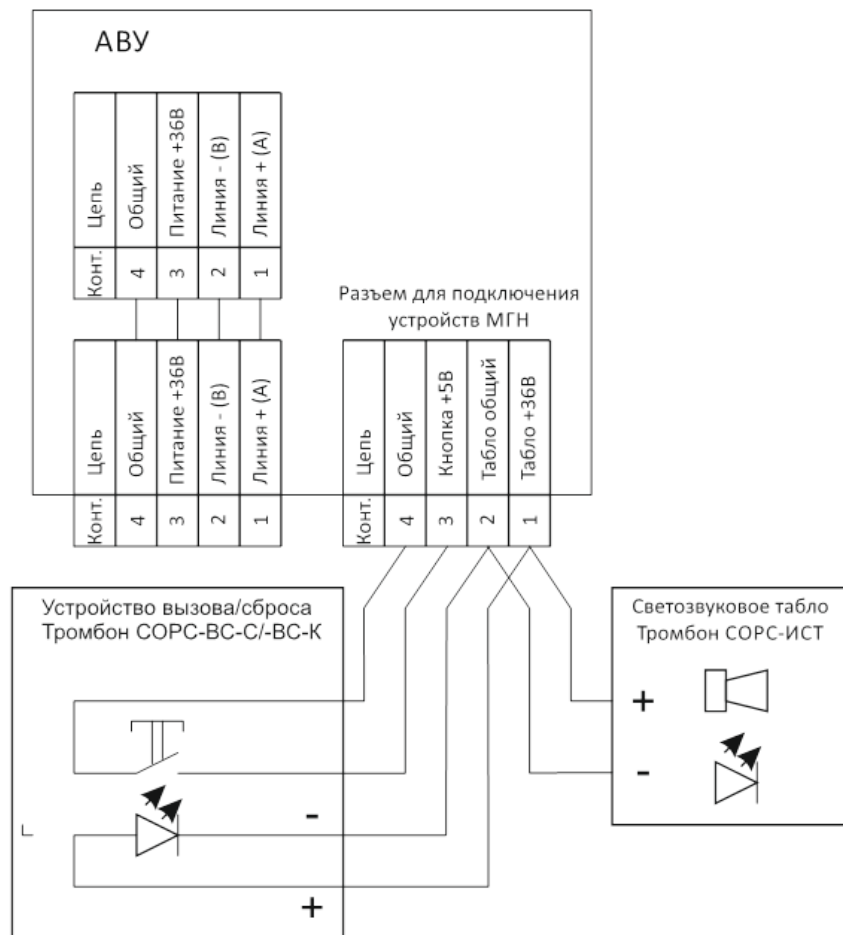 АВУ
Конт. Цепь
4 Общий
3 Питание +36В
2 Линия - (В)
1 Линия + (А)
Разъем для подключения
устройств МГН
Конт. Цепь
4 Общий
3 Питание +36В
2 Линия - (В)
1 Линия + (А)
Конт. Цепь
4 Общий
3 Кнопка +5В
2 Табло общий
1 Табло +36В
Устройство вызова/сброса
Тромбон СОРС-ВС-С/-ВС-К
-
+
Светозвуковое табло
Тромбон СОРС-ИСТ
+
-